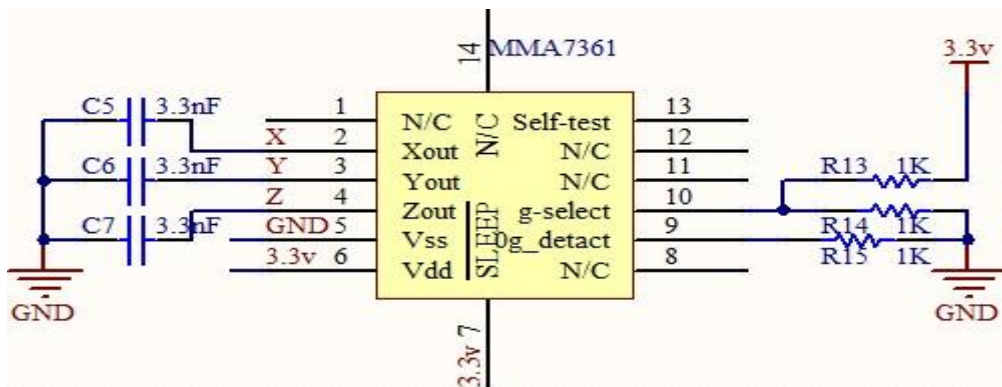 14 MMA7361
3.3v
C5 3.3nF 1 N/C N/C Self-test 13
X 2 Xout N/C 12
C6 3.3nF Y 3 Yout N/C 11 R13 1K
Z 4 Zout g-select 10
C7 3.3nF GND 5 Vss SLEEP 0g_detact 9 R14 1K
3.3v 6 Vdd N/C 8 R15 1K
GND GND
3.3v 7